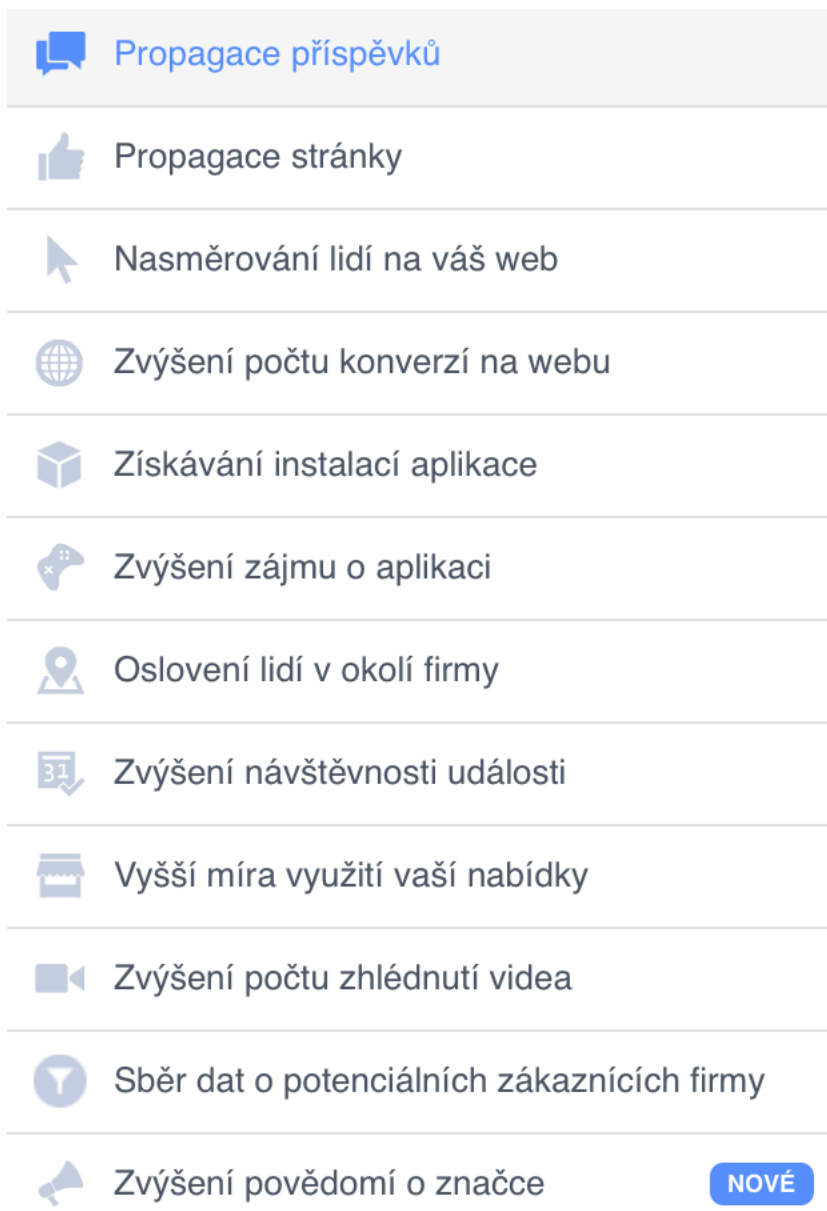 Propagace příspěvků
Propagace stránky
Nasměrování lidí na váš web
Zvýšení počtu konverzí na webu
Získávání instalací aplikace
Zvýšení zájmu o aplikaci
Oslovení lidí v okolí firmy
31
Zvýšení návštěvnosti události
Vyšší míra využití vaší nabídky
Zvýšení počtu zhlédnutí videa
Sběr dat o potenciálních zákaznících firmy
Zvýšení povědomí o značce NOVÉ